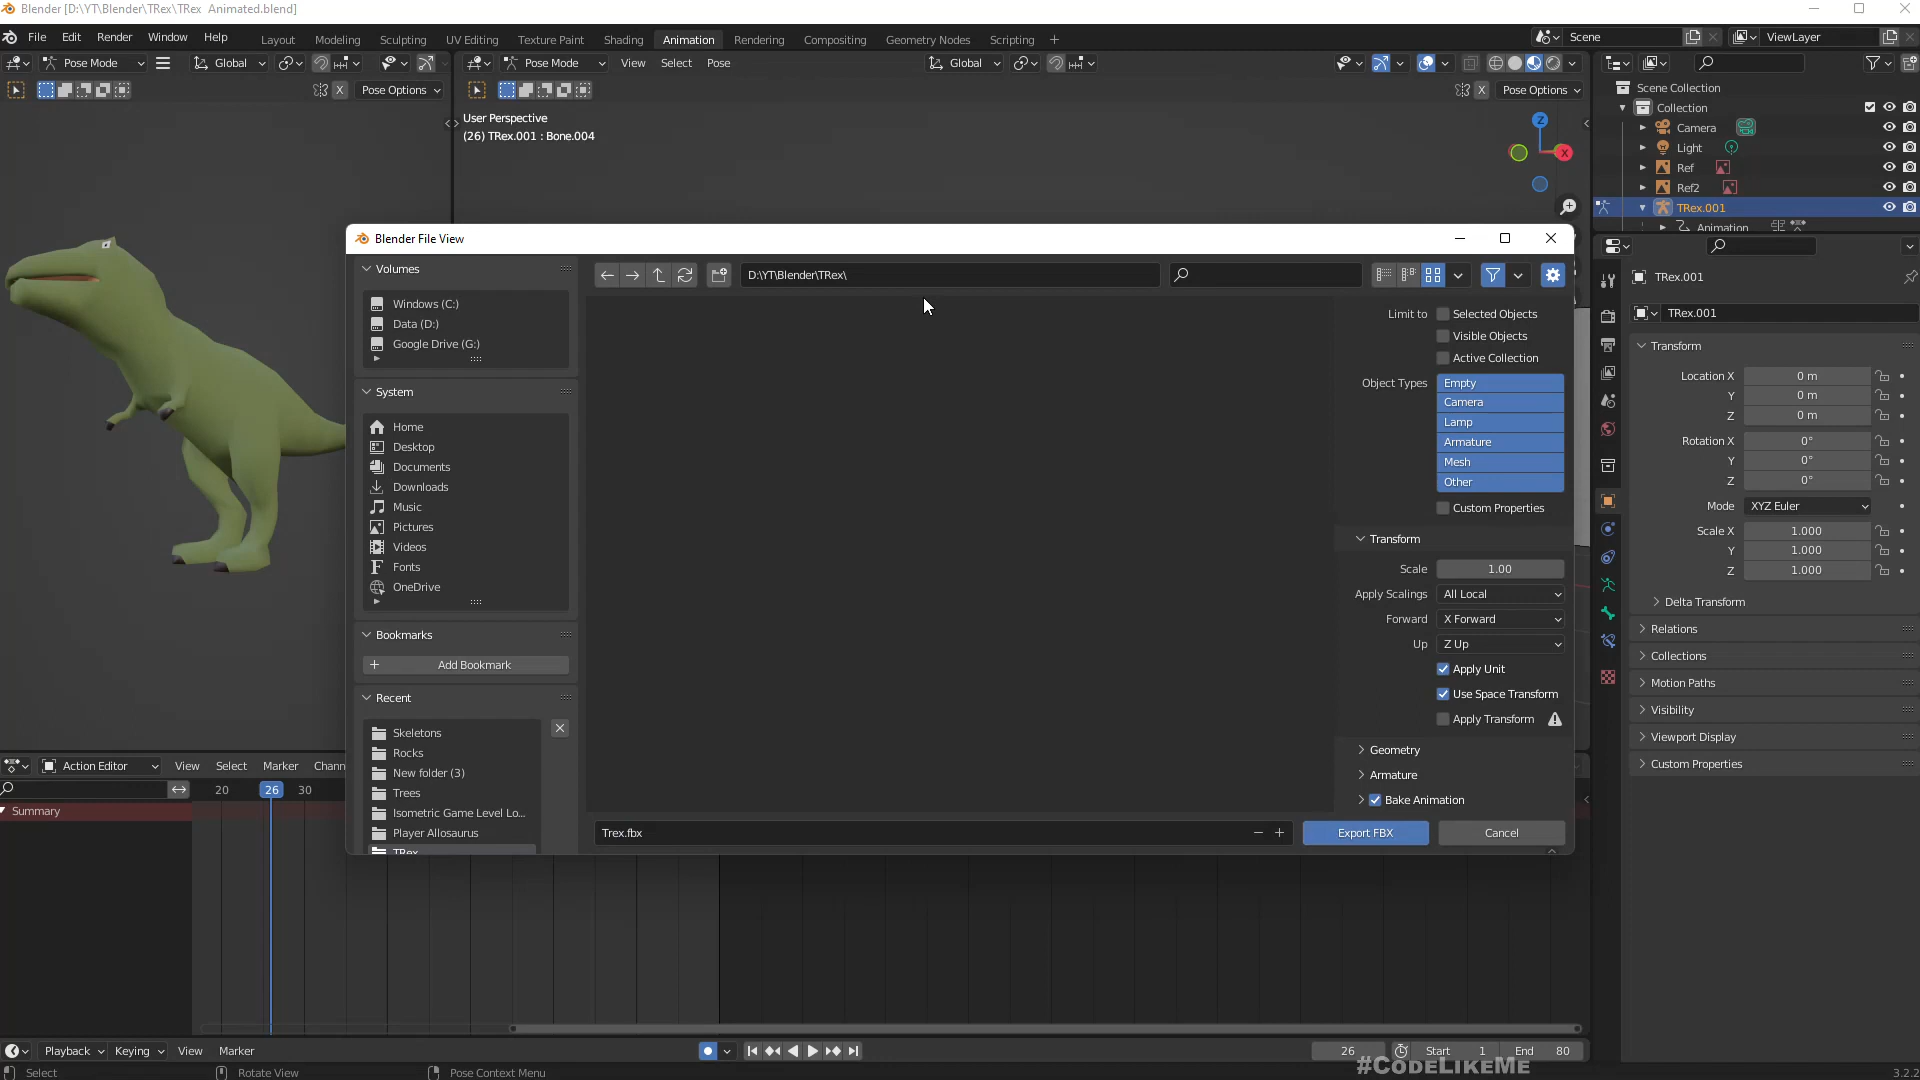 Blender [D:\YT\Blender\TRex\TRex Animated.blend]
File Edit Render Window Help Layout Modeling Sculpting UV Editing Texture Paint Shading Animation Rendering Compositing Geometry Nodes Scripting + Scene ViewLayer
Pose Mode Global Pose Mode View Select Pose Global
X Pose Options X Pose Options
User Perspective
(26) TRex.001 : Bone.004
Z
X
Scene Collection
Collection
Camera
Light
Ref
Ref2
TRex.001
Animation
TRex.001
TRex.001
Transform
Location X 0 m
Y 0 m
Z 0 m
Rotation X 0°
Y 0°
Z 0°
Mode XYZ Euler
Scale X 1.000
Y 1.000
Z 1.000
Delta Transform
Relations
Collections
Motion Paths
Visibility
Viewport Display
Custom Properties
Blender File View
Volumes
Windows (C:)
Data (D:)
Google Drive (G:)
System
Home
Desktop
Documents
Downloads
Music
Pictures
Videos
Fonts
OneDrive
Bookmarks
+ Add Bookmark
Recent
Skeletons
Rocks
New folder (3)
Trees
Isometric Game Level Lo...
Player Allosaurus
TRex
D:\YT\Blender\TRex\
Limit to Selected Objects
Visible Objects
Active Collection
Object Types Empty
Camera
Lamp
Armature
Mesh
Other
Custom Properties
Transform
Scale 1.00
Apply Scalings All Local
Forward X Forward
Up Z Up
Apply Unit
Use Space Transform
Apply Transform
Geometry
Armature
Bake Animation
Trex.fbx Export FBX Cancel
Action Editor View Select Marker Chann
20 26 30
Summary
Playback Keying View Marker 26 Start 1 End 80
#CodeLikeMe
Select Rotate View Pose Context Menu 3.2.2